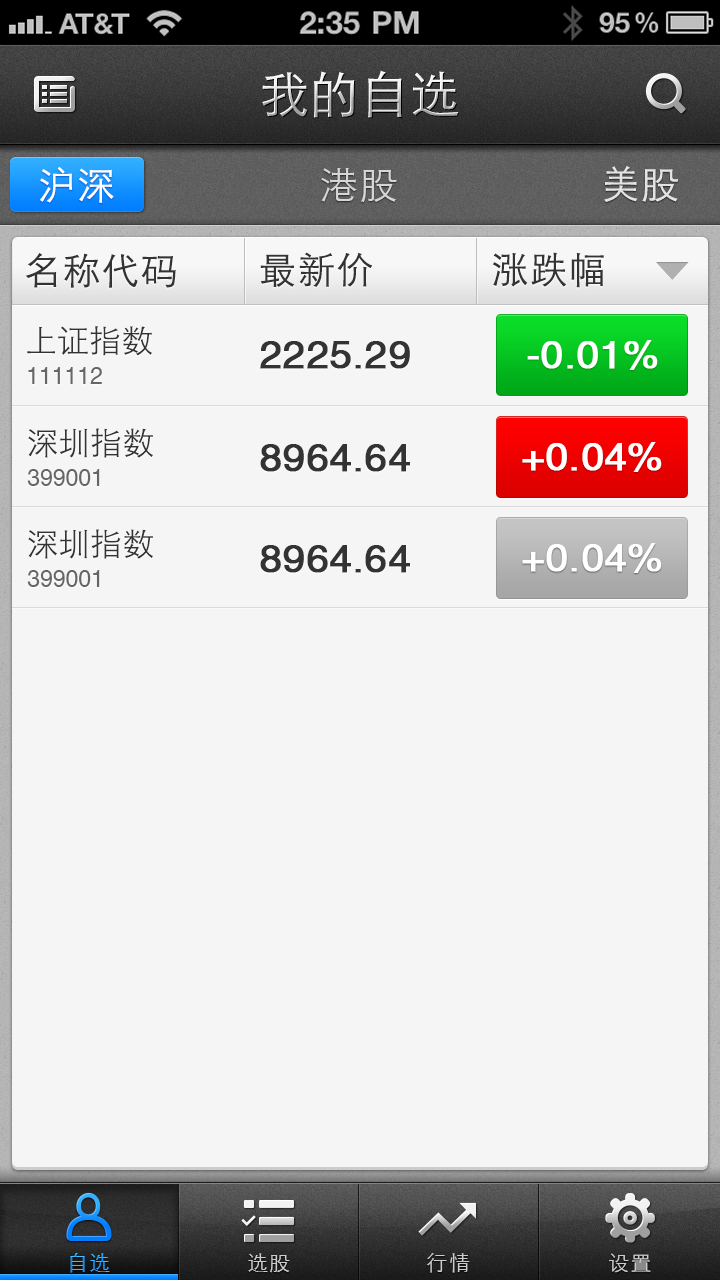 AT&T 2:35 PM 95%
我的自选
沪深 港股 美股
名称代码 最新价 涨跌幅
上证指数
111112
2225.29 -0.01%
深圳指数
399001
8964.64 +0.04%
深圳指数
399001
8964.64 +0.04%
自选 选股 行情 设置